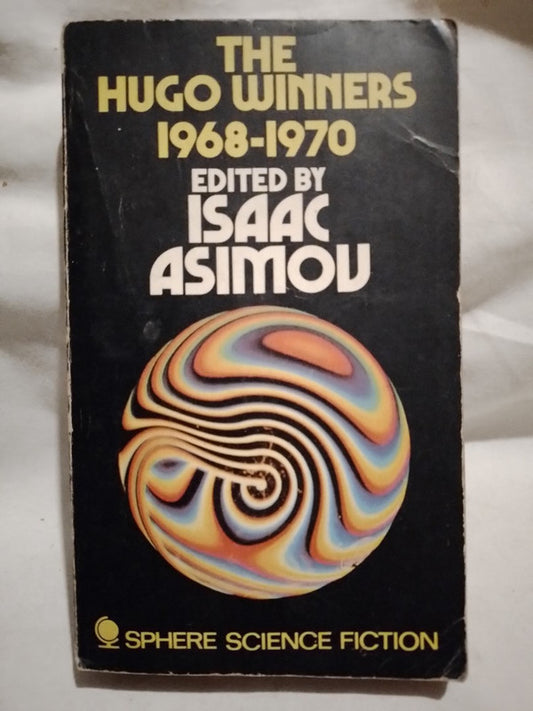 THE
HUGO WINNERS
1968-1970
EDITED BY
ISAAC
ASIMOV
SPHERE SCIENCE FICTION